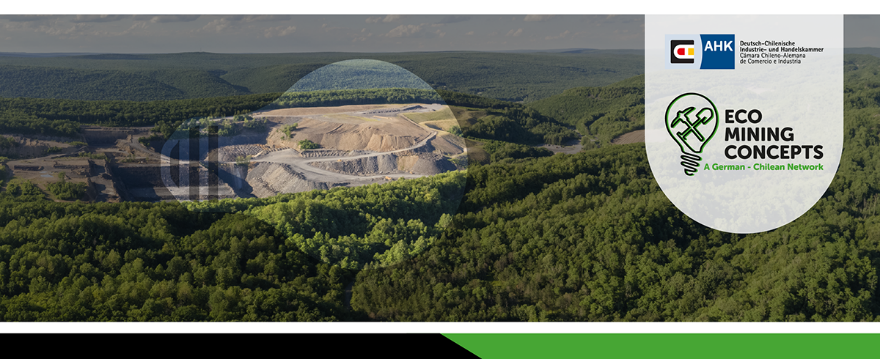 AHK
Deutsch-Chilenische
Industrie- und Handelskammer
Cámara Chileno-Alemana
de Comercio e Industria
ECO
MINING
CONCEPTS
A German - Chilean Network